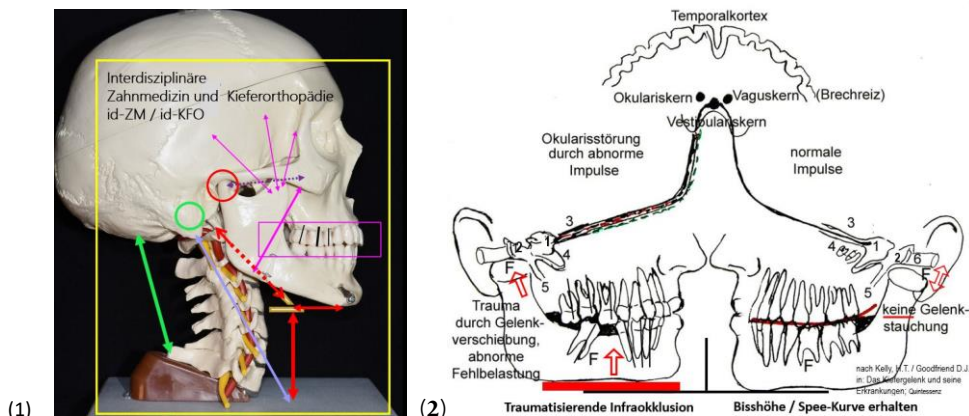 Interdisziplinäre
Zahnmedizin und Kieferorthopädie
id-ZM / id-KFO
(1)
Temporalkortex
Okulariskern
Vaguskern (Brechreiz)
Vestibulariskern
Okularisstörung
durch abnorme
Impulse
normale
Impulse
3
3
2 1
4
5
F
1
4
2 6
5
F
Trauma
durch Gelenk-
verschiebung,
abnorme
Fehlbelastung
F
F
keine Gelenk-
stauchung
nach Kelly, H.T. / Goodfriend D.J.
in: Das Kiefergelenk und seine
Erkrankungen; Quintessenz
(2)
Traumatisierende Infraokklusion
Bisshöhe / Spee-Kurve erhalten